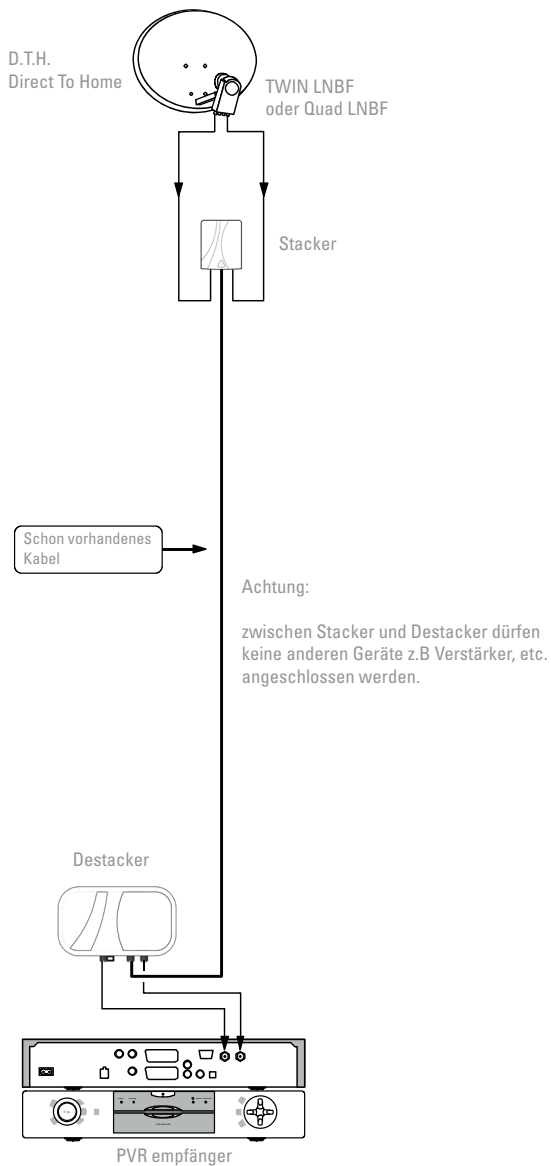 D.T.H.
Direct To Home
TWIN LNBF
oder Quad LNBF
Stacker
Schon vorhandenes
Kabel
Achtung:
zwischen Stacker und Destacker dürfen
keine anderen Geräte z.B Verstärker, etc.
angeschlossen werden.
Destacker
PVR empfänger